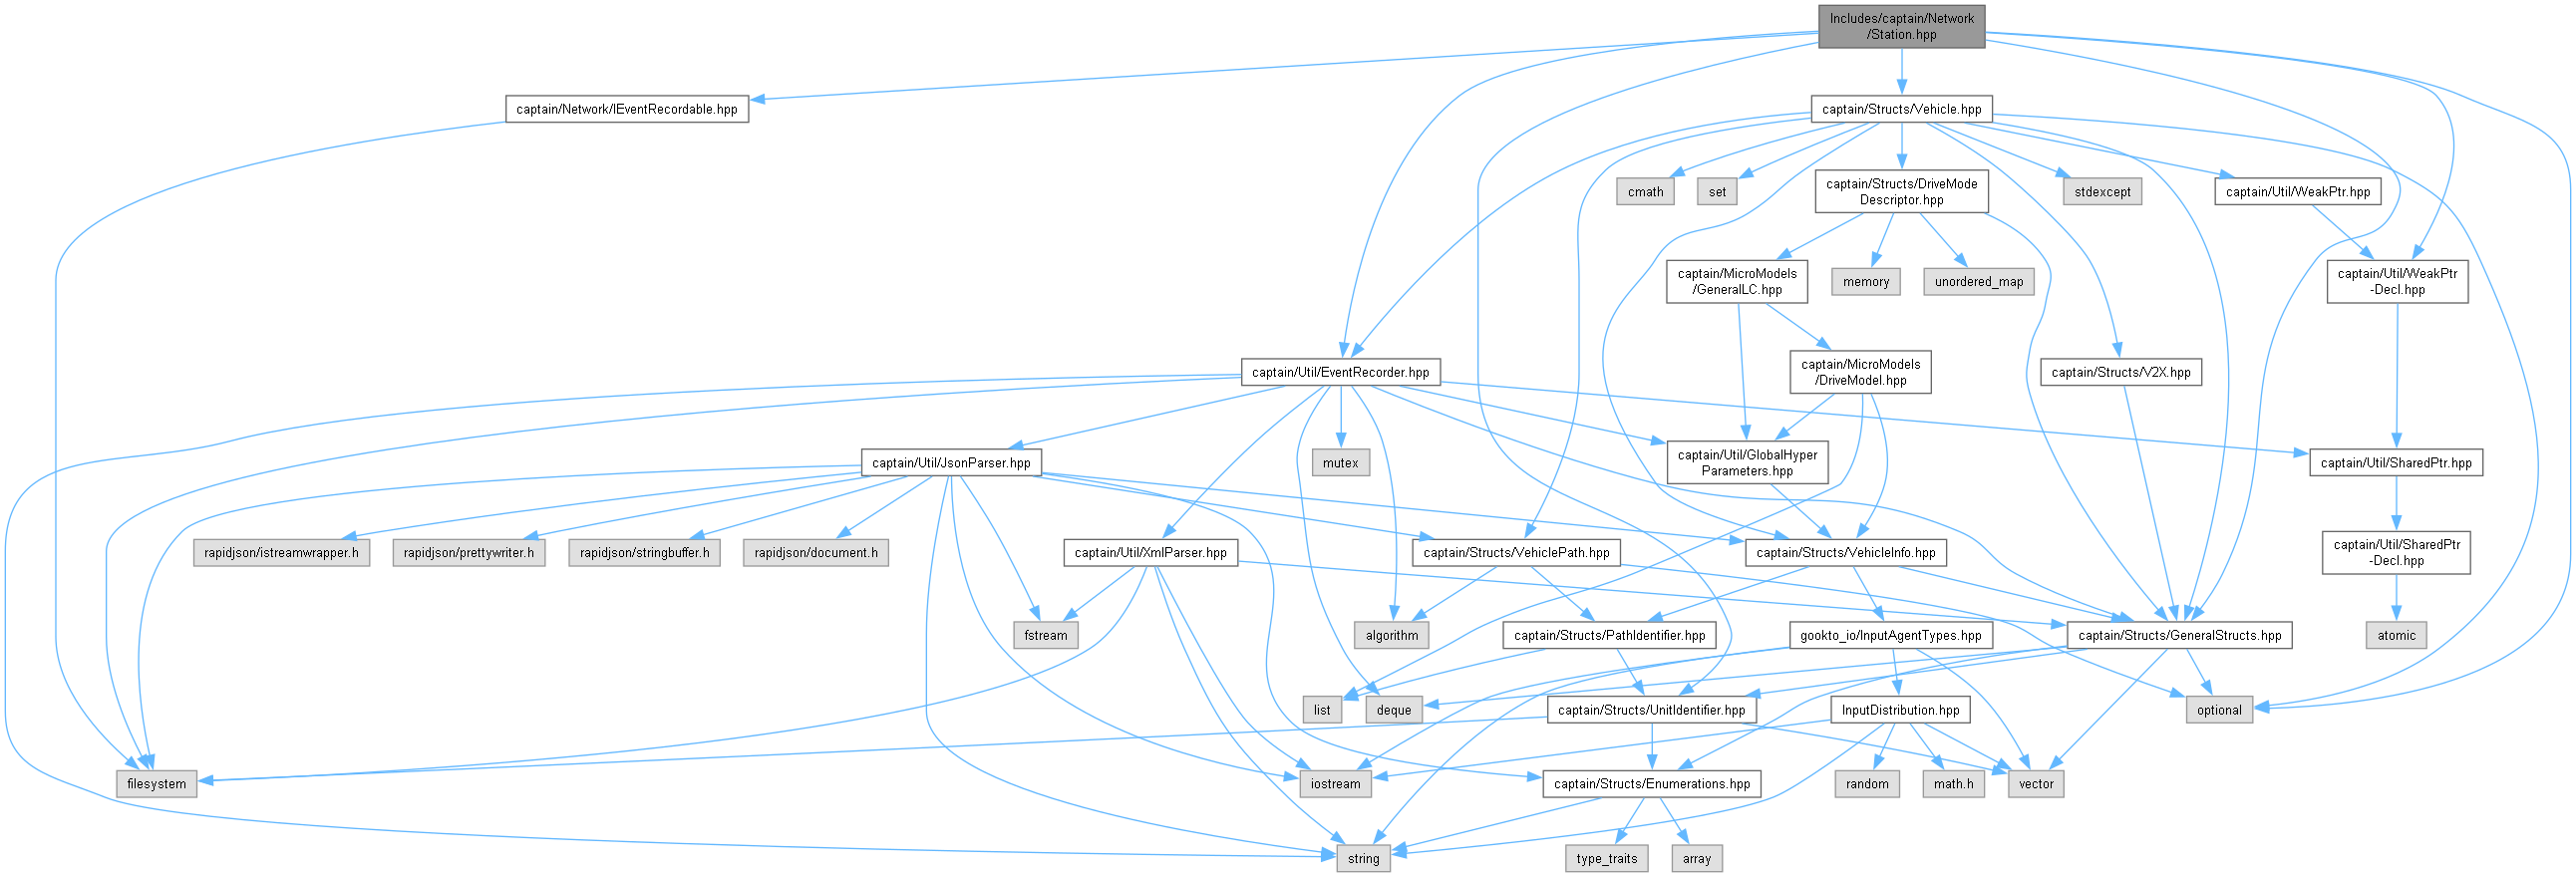 Includes/captain/Network
/Station.hpp
captain/Network/IEventRecordable.hpp
captain/Structs/Vehicle.hpp
cmath
set
captain/Structs/DriveMode
Descriptor.hpp
stdexcept
captain/Util/WeakPtr.hpp
captain/MicroModels
/GeneralLC.hpp
memory
unordered_map
captain/Util/WeakPtr
-Decl.hpp
captain/Util/EventRecorder.hpp
captain/MicroModels
/DriveModel.hpp
captain/Structs/V2X.hpp
captain/Util/JsonParser.hpp
mutex
captain/Util/GlobalHyper
Parameters.hpp
captain/Util/SharedPtr.hpp
rapidjson/istreamwrapper.h
rapidjson/prettywriter.h
rapidjson/stringbuffer.h
rapidjson/document.h
captain/Util/XmlParser.hpp
captain/Structs/VehiclePath.hpp
captain/Structs/VehicleInfo.hpp
captain/Util/SharedPtr
-Decl.hpp
fstream
algorithm
captain/Structs/PathIdentifier.hpp
gookto_io/InputAgentTypes.hpp
captain/Structs/GeneralStructs.hpp
atomic
list
deque
captain/Structs/UnitIdentifier.hpp
InputDistribution.hpp
optional
filesystem
iostream
captain/Structs/Enumerations.hpp
random
math.h
vector
string
type_traits
array